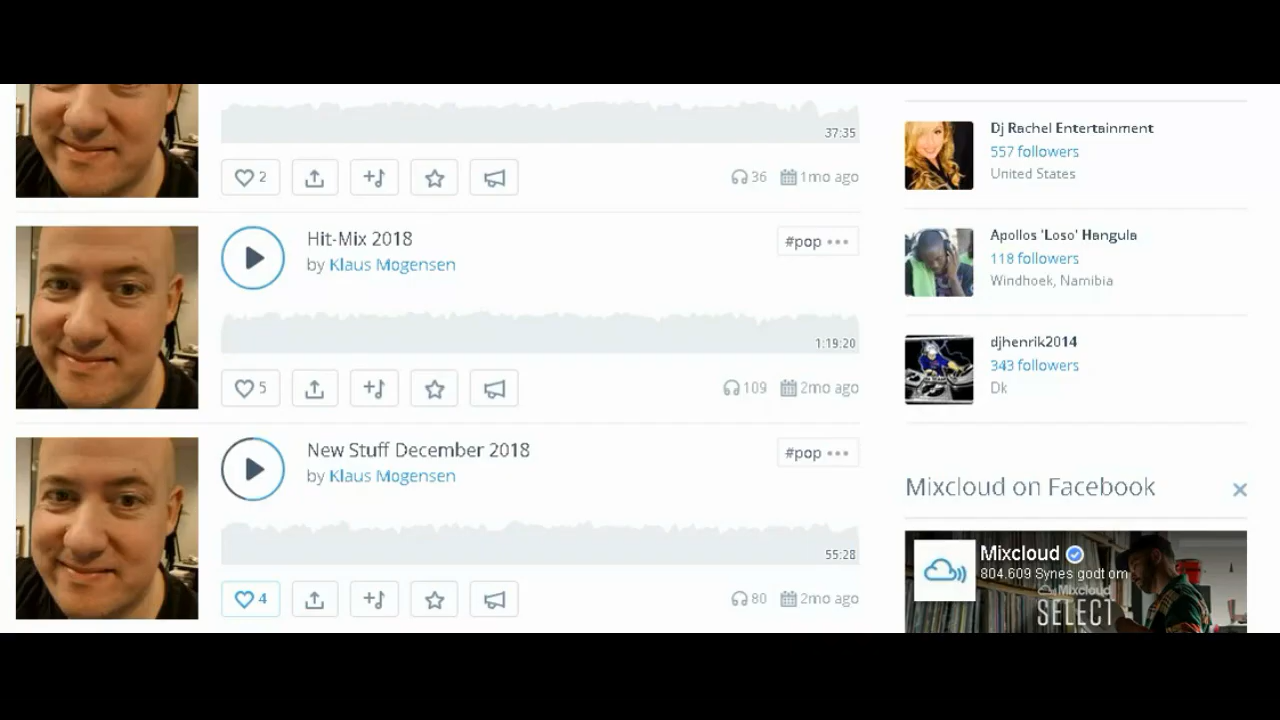 37:35
2
36
1mo ago
Hit-Mix 2018
#pop
by Klaus Mogensen
1:19:20
5
109
2mo ago
New Stuff December 2018
#pop
by Klaus Mogensen
55:28
4
80
2mo ago
Dj Rachel Entertainment
557 followers
United States
Apollos 'Loso' Hangula
118 followers
Windhoek, Namibia
djhenrik2014
343 followers
Dk
Mixcloud on Facebook
Mixcloud
804.609 Synes godt om
Mixcloud
SELECT